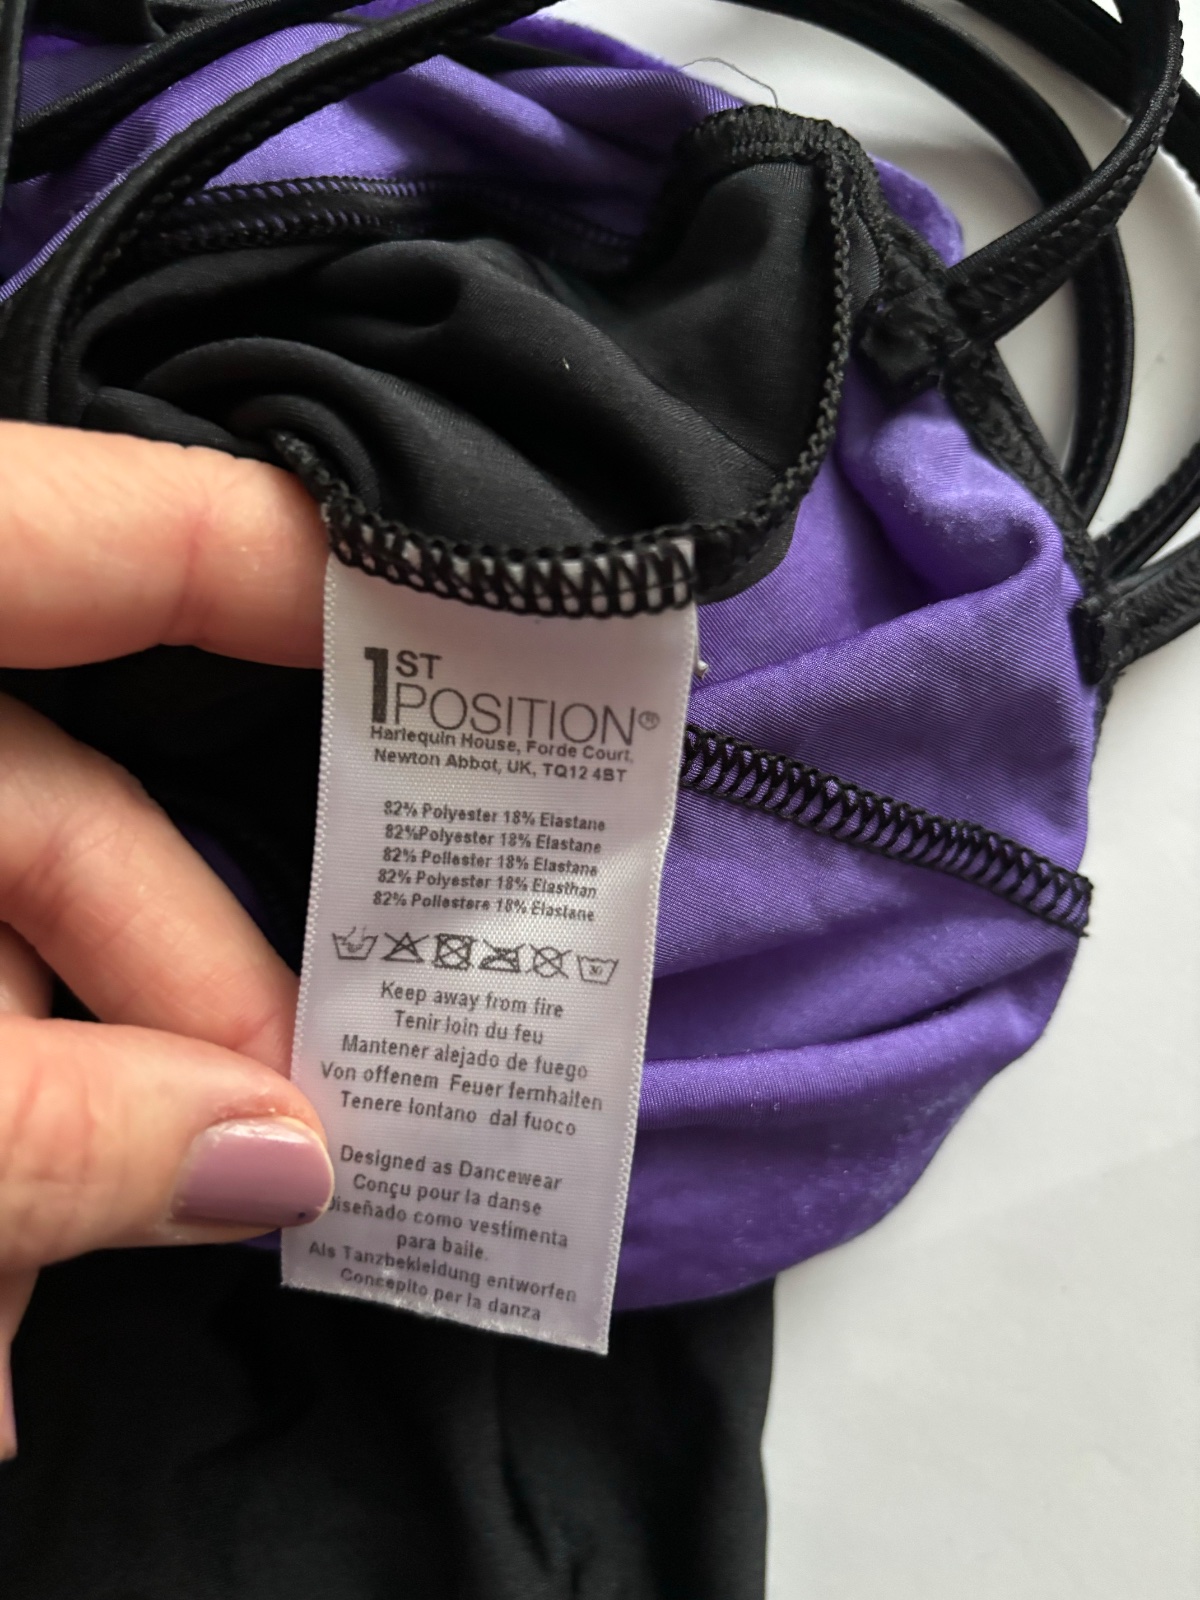 1ST
POSITION®
Harlequin House, Forde Court,
Newton Abbot, UK, TQ12 4BT
82% Polyester 18% Elastane
82%Polyester 18% Elastane
82% Poliester 18% Elastane
82% Polyester 18% Elasthan
82% Poliestere 18% Elastane
30
Keep away from fire
Tenir loin du feu
Mantener alejado de fuego
Von offenem Feuer fernhalten
Tenere lontano dal fuoco
Designed as Dancewear
Conçu pour la danse
Diseñado como vestimenta
para baile.
Als Tanzbekleidung entworfen
Concepito per la danza